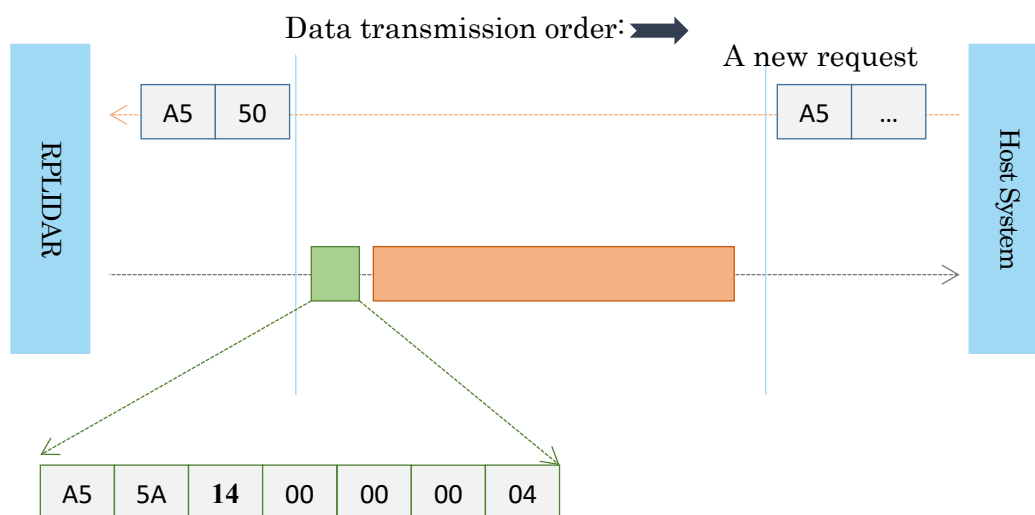 Data transmission order:
A new request
A5 50
A5 ...
RPLIDAR
Host System
A5 5A 14 00 00 00 04